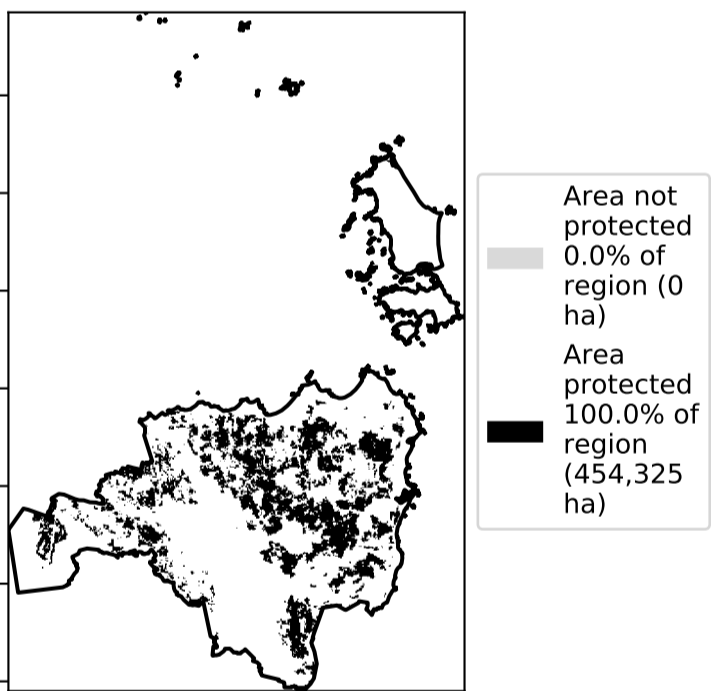 Area not
protected
0.0% of
region (0
ha)
Area
protected
100.0% of
region
(454,325
ha)